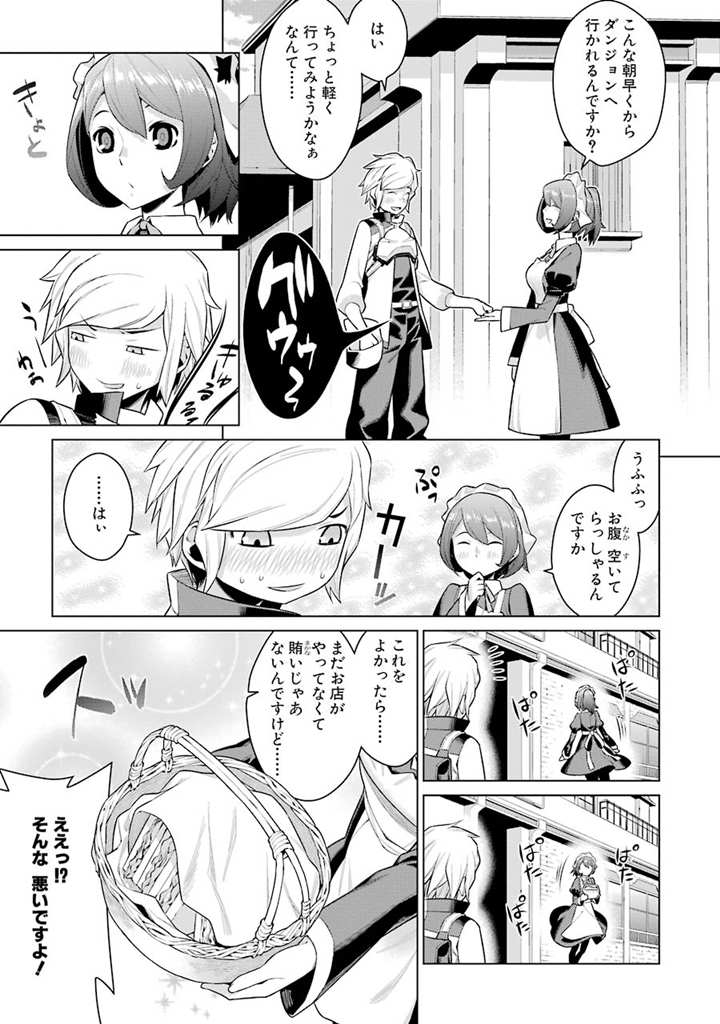 こんな朝早くから
ダンジョンへ
行かれるんですか?
はい
ちょっと軽く
行ってみようかなぁ
なんて……
グゥゥ〜
きょと
きゅるるる
うっ
わっ
うふふっ
お腹空いて
らっしゃるん
ですか
ぷっ
カーッ
……はぃ
ぱた
ぱた
ぱた
ぱた
これを
よかったら…
まだお店が
やってなくて
賄いじゃあ
ないんですけど…
ええっ!?
そんな 悪いですよ!